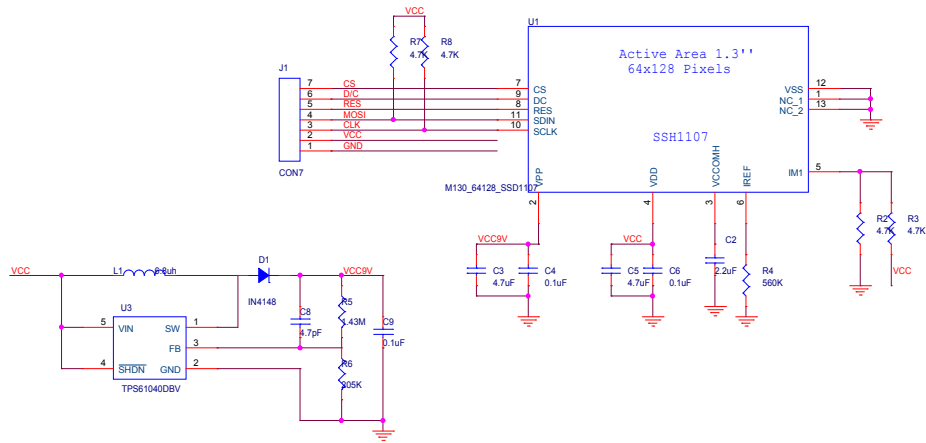 VCC
U1
R7
4.7K
R8
4.7K
Active Area 1.3''
64x128 Pixels
SSH1107
J1
7 CS
6 D/C
5 RES
4 MOSI
3 CLK
2 VCC
1 GND
CON7
7 CS
9 DC
8 RES
11 SDIN
10 SCLK
VSS 12
NC_1 1
NC_2 13
IM1 5
M130_64128_SSD1107
VPP
VDD
VCCOMH
IREF
2
4
3
6
R2
4.7K
R3
4.7K
VCC
VCC9V
VCC
C2
2.2uF
C3
4.7uF
C4
0.1uF
C5
4.7uF
C6
0.1uF
R4
560K
VCC
L1
6.8uh
D1
IN4148
VCC9V
U3
5 VIN
SW 1
FB 3
4 SHDN
GND 2
TPS61040DBV
C8
4.7pF
R5
1.43M
C9
0.1uF
R6
205K